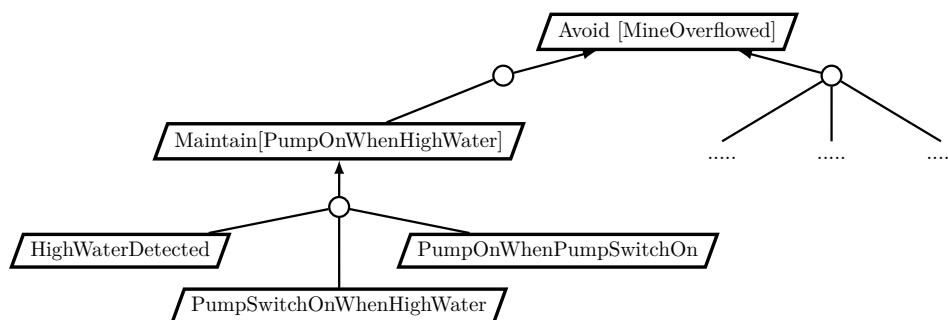 Avoid [MineOverflowed]
Maintain[PumpOnWhenHighWater]
.....
.....
....
HighWaterDetected
PumpOnWhenPumpSwitchOn
PumpSwitchOnWhenHighWater